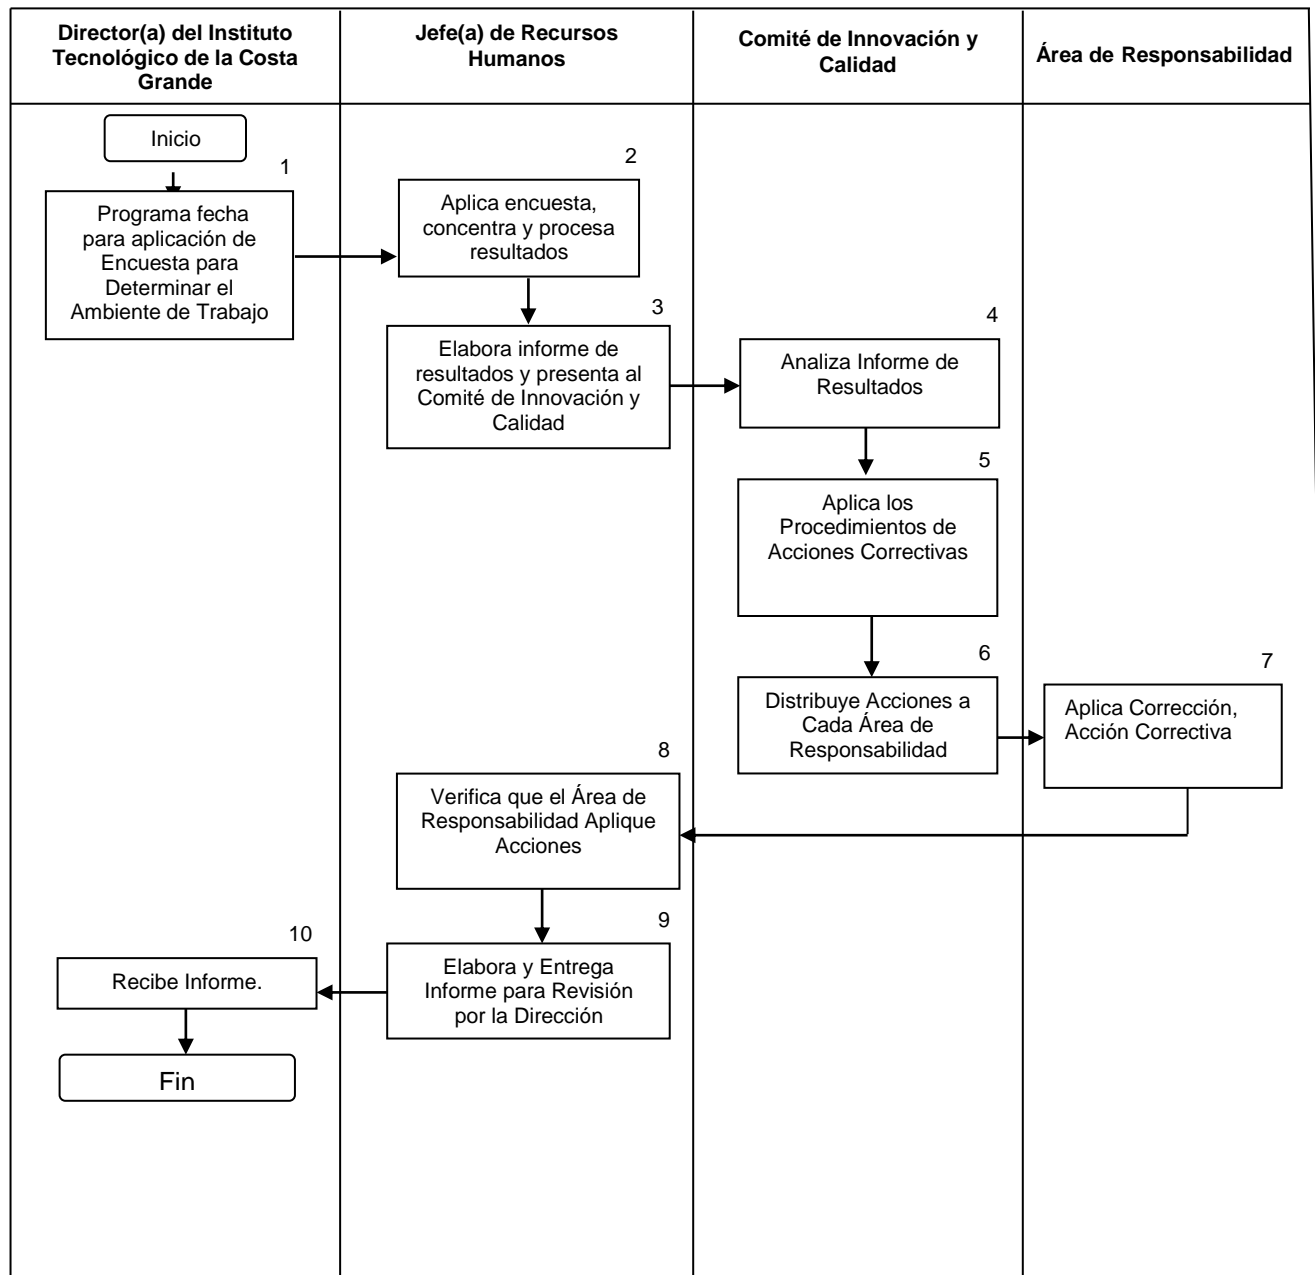 Director(a) del Instituto
Tecnológico de la Costa
Grande
Jefe(a) de Recursos
Humanos
Comité de Innovación y
Calidad
Área de Responsabilidad
Inicio
1
Programa fecha
para aplicación de
Encuesta para
Determinar el
Ambiente de Trabajo
2
Aplica encuesta,
concentra y procesa
resultados
3
Elabora informe de
resultados y presenta al
Comité de Innovación y
Calidad
4
Analiza Informe de
Resultados
5
Aplica los
Procedimientos de
Acciones Correctivas
6
Distribuye Acciones a
Cada Área de
Responsabilidad
7
Aplica Corrección,
Acción Correctiva
8
Verifica que el Área de
Responsabilidad Aplique
Acciones
9
Elabora y Entrega
Informe para Revisión
por la Dirección
10
Recibe Informe.
Fin